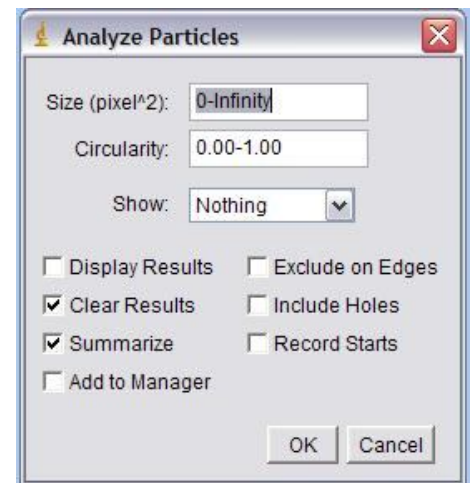 Analyze Particles
Size (pixel^2): 0-Infinity
Circularity: 0.00-1.00
Show: Nothing
Display Results Exclude on Edges
Clear Results Include Holes
Summarize Record Starts
Add to Manager
OK Cancel